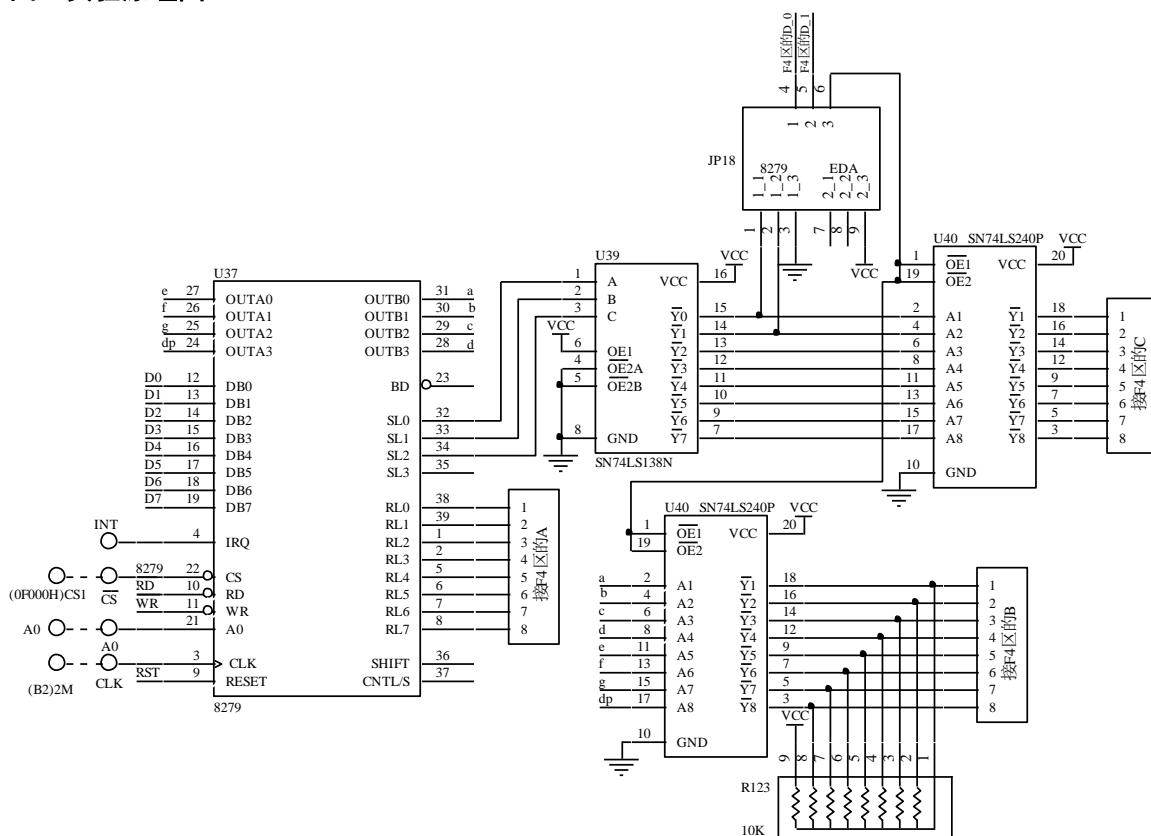 F4区的D_0
F4区的D_1
4 5 6
1 2 3
JP18
8279 EDA
1_1 1_2 1_3 2_1 2_2 2_3
1 2 3 7 8 9
VCC
U37
e 27 OUTA0 OUTB0 31 a
f 26 OUTA1 OUTB1 30 b
g 25 OUTA2 OUTB2 29 c
dp 24 OUTA3 OUTB3 28 d
D0 12 DB0 BD 23
D1 13 DB1
D2 14 DB2 SL0 32
D3 15 DB3 SL1 33
D4 16 DB4 SL2 34
D5 17 DB5 SL3 35
D6 18 DB6
D7 19 DB7 RL0 38
RL1 39
INT 4 IRQ RL2 1
RL3 2
8279 22 CS RL4 5
(0F000H)CS1 CS RD 10 RD RL5 6
WR 11 WR RL6 7
A0 A0 21 A0 RL7 8
3 CLK SHIFT 36
(B2)2M CLK RST 9 RESET CNTL/S 37
8279
1
2
3
4
5
6
7
8
接F4区的A
U39
1 A VCC 16 VCC
2 B
3 C Y0 15
VCC Y1 14
6 OE1 Y2 13
4 OE2A Y3 12
5 OE2B Y4 11
Y5 10
Y6 9
8 GND Y7 7
SN74LS138N
U40 SN74LS240P
1 OE1 VCC 20 VCC
19 OE2
2 A1 Y1 18 1
4 A2 Y2 16 2
6 A3 Y3 14 3
8 A4 Y4 12 4
11 A5 Y5 9 5
13 A6 Y6 7 6
15 A7 Y7 5 7
17 A8 Y8 3 8
10 GND
接F4区的C
U40 SN74LS240P
1 OE1 VCC 20 VCC
19 OE2
a 2 A1 Y1 18 1
b 4 A2 Y2 16 2
c 6 A3 Y3 14 3
d 8 A4 Y4 12 4
e 11 A5 Y5 9 5
f 13 A6 Y6 7 6
g 15 A7 Y7 5 7
dp 17 A8 Y8 3 8
10 GND
接F4区的B
VCC
9 8 7 6 5 4 3 2 1
R123
10K